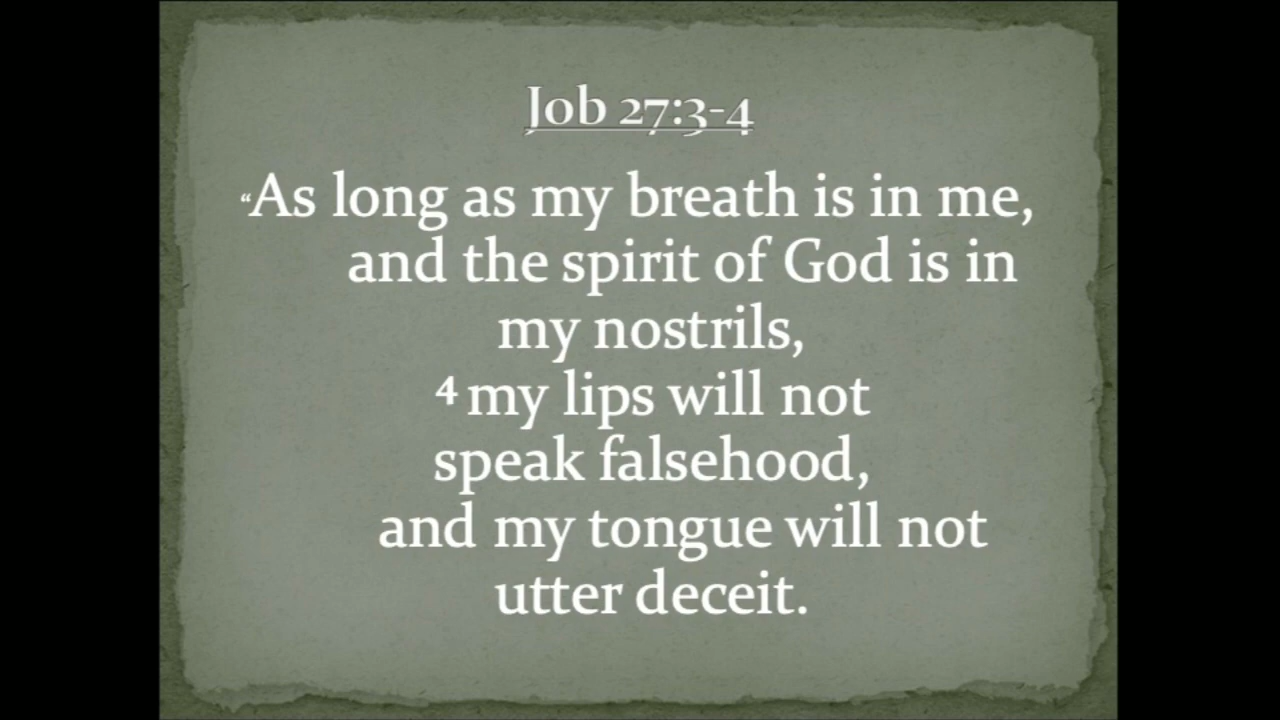 Job 27:3-4
“As long as my breath is in me,
and the spirit of God is in
my nostrils,
4 my lips will not
speak falsehood,
and my tongue will not
utter deceit.